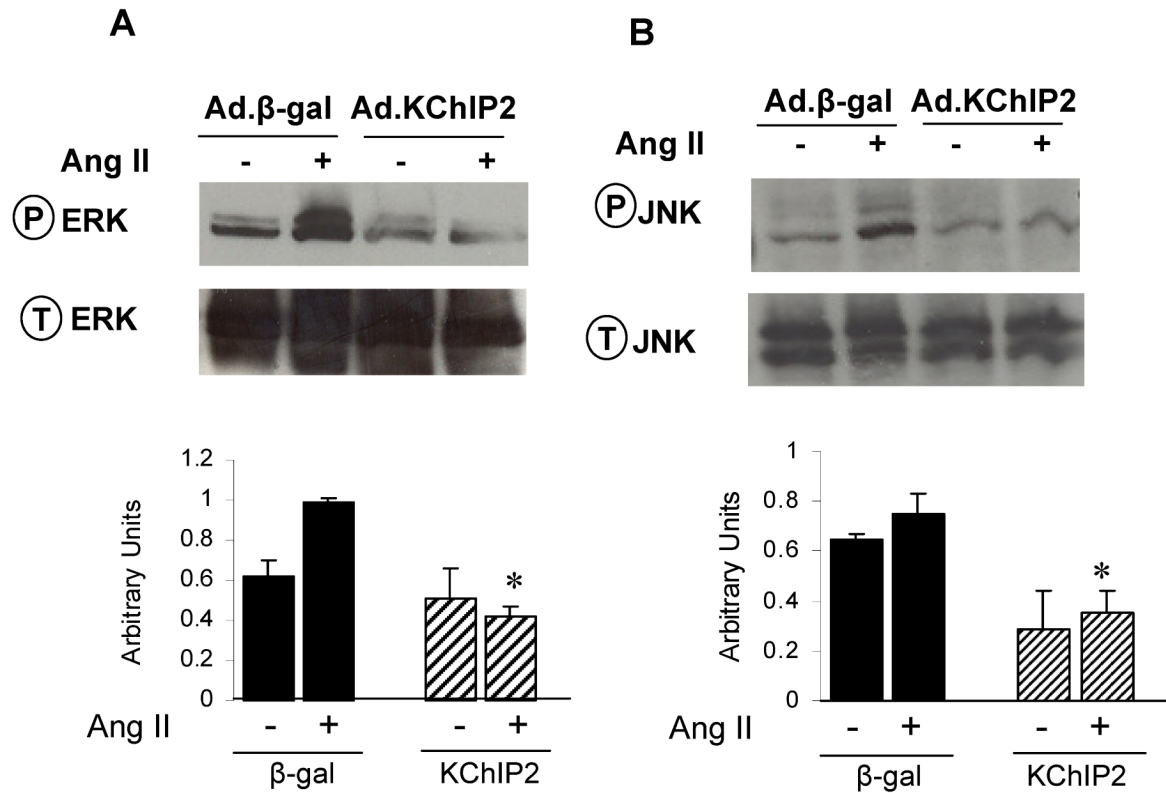 A
Ad.β-gal Ad.KChIP2
Ang II - + - +
P ERK
T ERK
1.2
1
0.8
0.6
0.4
0.2
0
Arbitrary Units
*
Ang II - + - +
β-gal KChIP2
B
Ad.β-gal Ad.KChIP2
Ang II - + - +
P JNK
T JNK
1
0.8
0.6
0.4
0.2
0
Arbitrary Units
*
Ang II - + - +
β-gal KChIP2